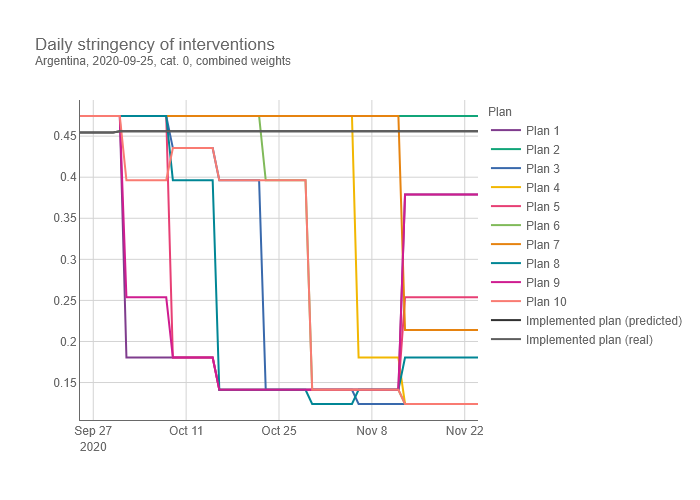 Daily stringency of interventions
Argentina, 2020-09-25, cat. 0, combined weights
Plan
Plan 1
Plan 2
Plan 3
Plan 4
Plan 5
Plan 6
Plan 7
Plan 8
Plan 9
Plan 10
Implemented plan (predicted)
Implemented plan (real)
0.45
0.4
0.35
0.3
0.25
0.2
0.15
Sep 27 Oct 11 Oct 25 Nov 8 Nov 22
2020